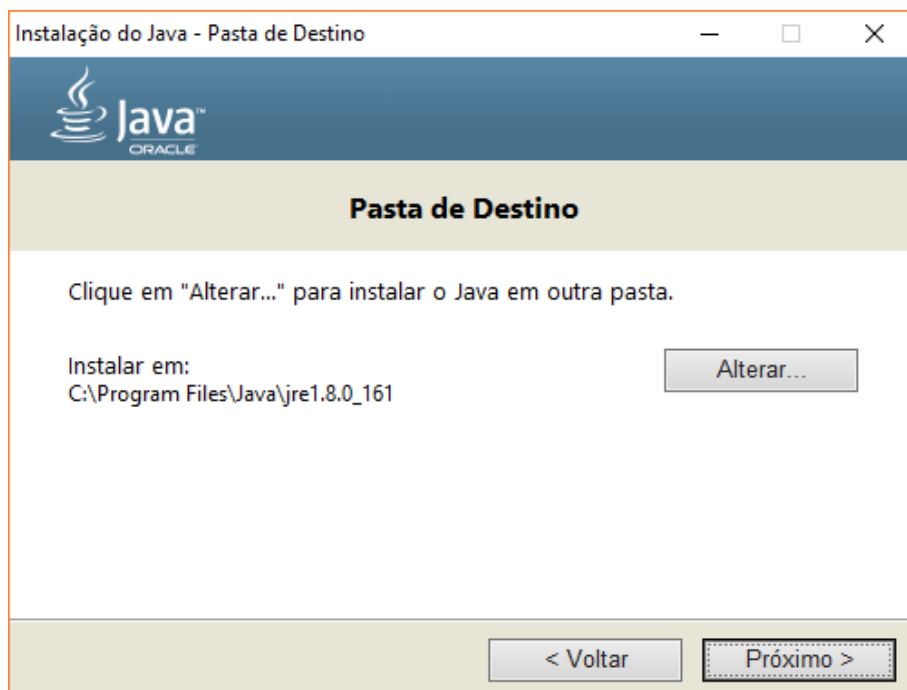 Instalação do Java - Pasta de Destino
Java™
ORACLE
Pasta de Destino
Clique em "Alterar..." para instalar o Java em outra pasta.
Instalar em:
Alterar...
C:\Program Files\Java\jre1.8.0_161
< Voltar
Próximo >